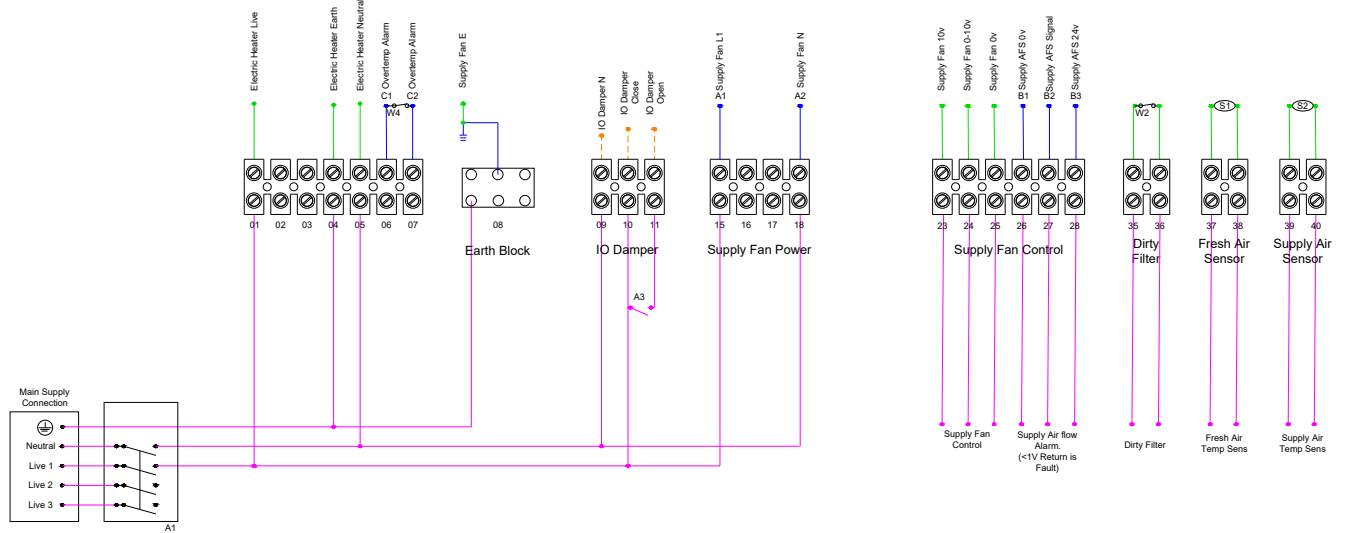 Electric Heater Live
Electric Heater Earth
Electric Heater Neutral
Overtemp Alarm
Overtemp Alarm
Supply Fan E
IO Damper N
IO Damper
Close
IO Damper
Open
Supply Fan L1
Supply Fan N
Supply Fan 10v
Supply Fan 0-10v
Supply Fan 0v
Supply AFS 0v
Supply AFS Signal
Supply AFS 24v
C1
C2
W4
A1
A2
B1
B2
B3
W2
S1
S2
01
02
03
04
05
06
07
08
09
10
11
15
16
17
18
23
24
25
26
27
28
35
36
37
38
39
40
Earth Block
IO Damper
Supply Fan Power
Supply Fan Control
Dirty
Filter
Fresh Air
Sensor
Supply Air
Sensor
A3
Main Supply
Connection
Neutral
Live 1
Live 2
Live 3
A1
Supply Fan
Control
Supply Air flow
Alarm.
(<1V Return is
Fault)
Dirty Filter
Fresh Air
Temp Sens
Supply Air
Temp Sens